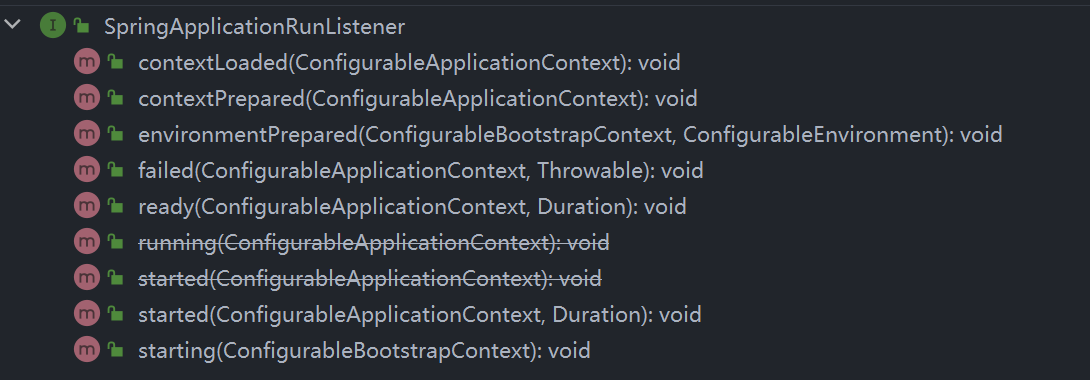 I SpringApplicationRunListener
m contextLoaded(ConfigurableApplicationContext): void
m contextPrepared(ConfigurableApplicationContext): void
m environmentPrepared(ConfigurableBootstrapContext, ConfigurableEnvironment): void
m failed(ConfigurableApplicationContext, Throwable): void
m ready(ConfigurableApplicationContext, Duration): void
m running(ConfigurableApplicationContext): void
m started(ConfigurableApplicationContext): void
m started(ConfigurableApplicationContext, Duration): void
m starting(ConfigurableBootstrapContext): void